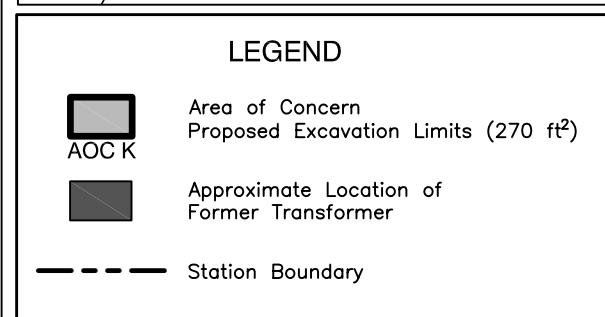 LEGEND
Area of Concern
Proposed Excavation Limits (270 ft²)
AOC K
Approximate Location of
Former Transformer
Station Boundary